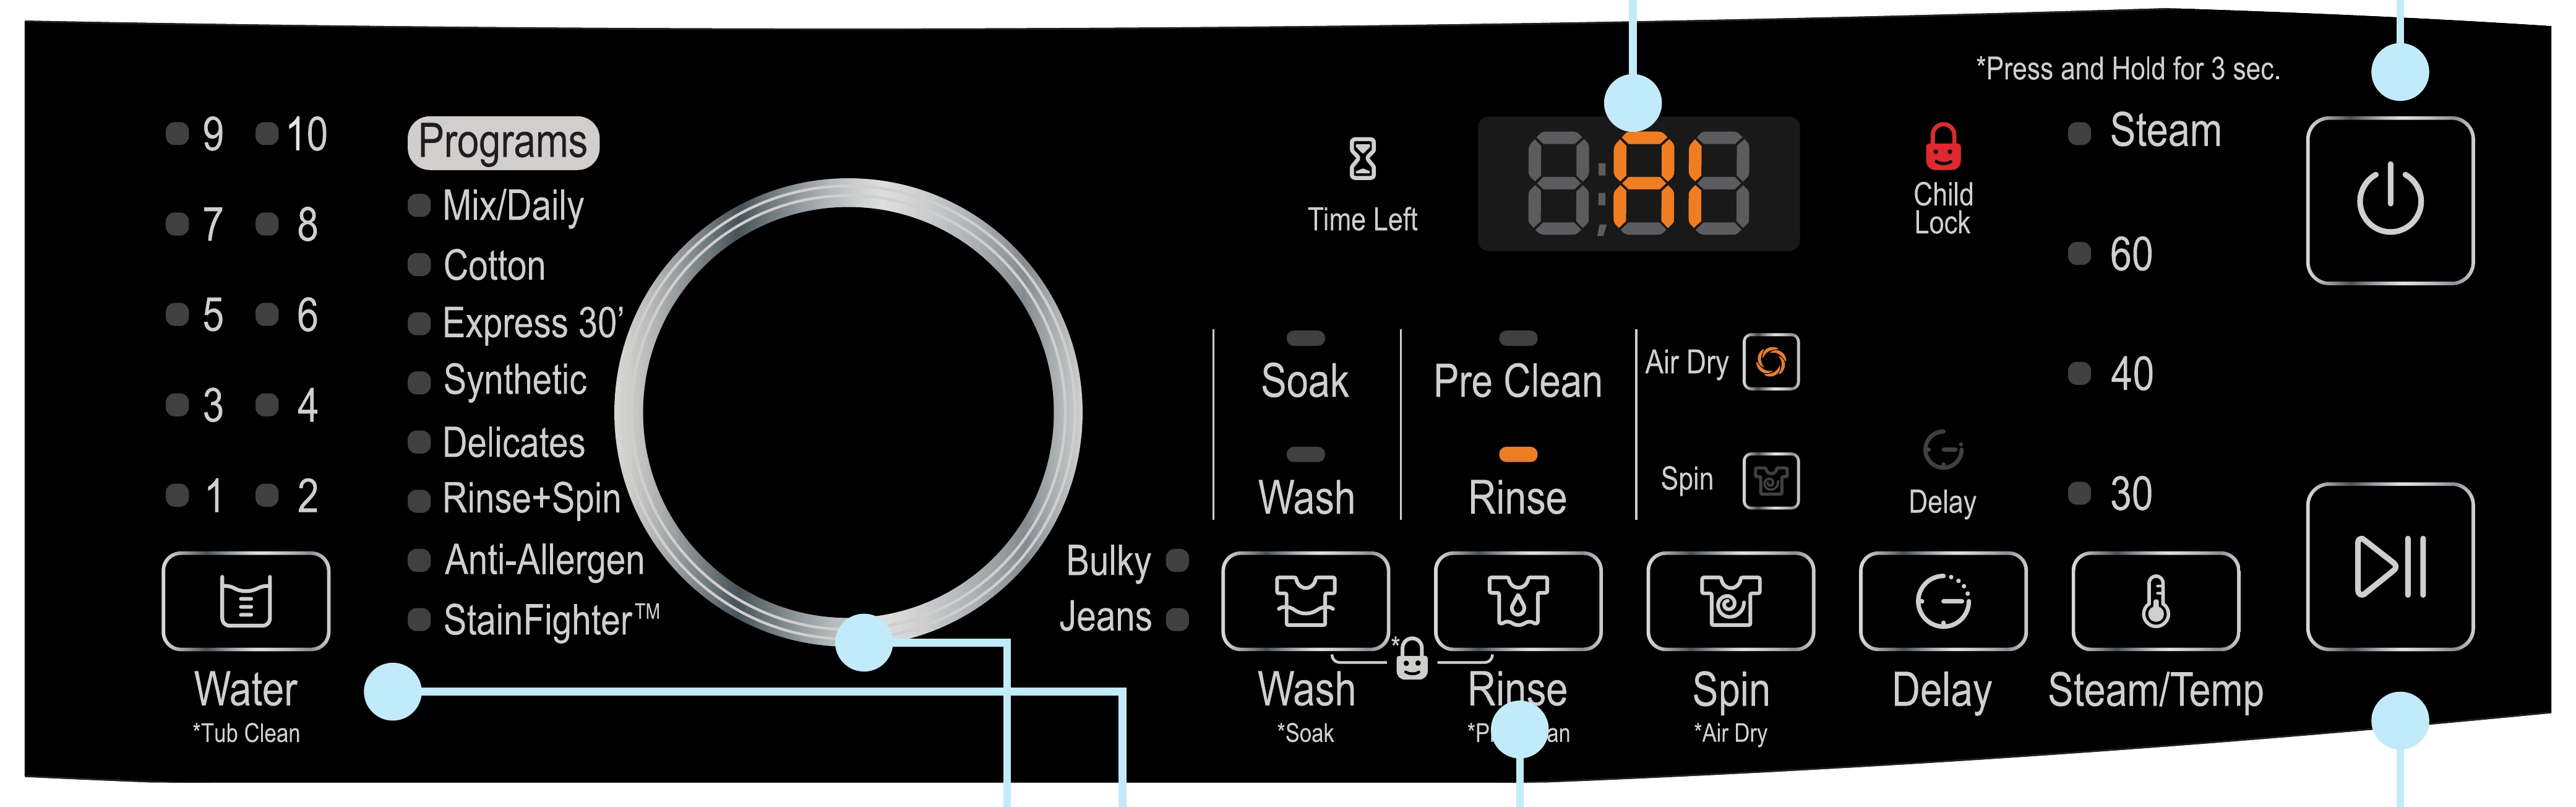 *Press and Hold for 3 sec.
9 10
7 8
5 6
3 4
1 2
Water
*Tub Clean
Programs
Mix/Daily
Cotton
Express 30’
Synthetic
Delicates
Rinse+Spin
Anti-Allergen
StainFighter™
Bulky
Jeans
Time Left
AI
Child
Lock
Soak
Wash
Pre Clean
Rinse
Air Dry
Spin
Delay
Steam
60
40
30
Wash
*Soak
*
Rinse
Spin
*Air Dry
Delay
Steam/Temp